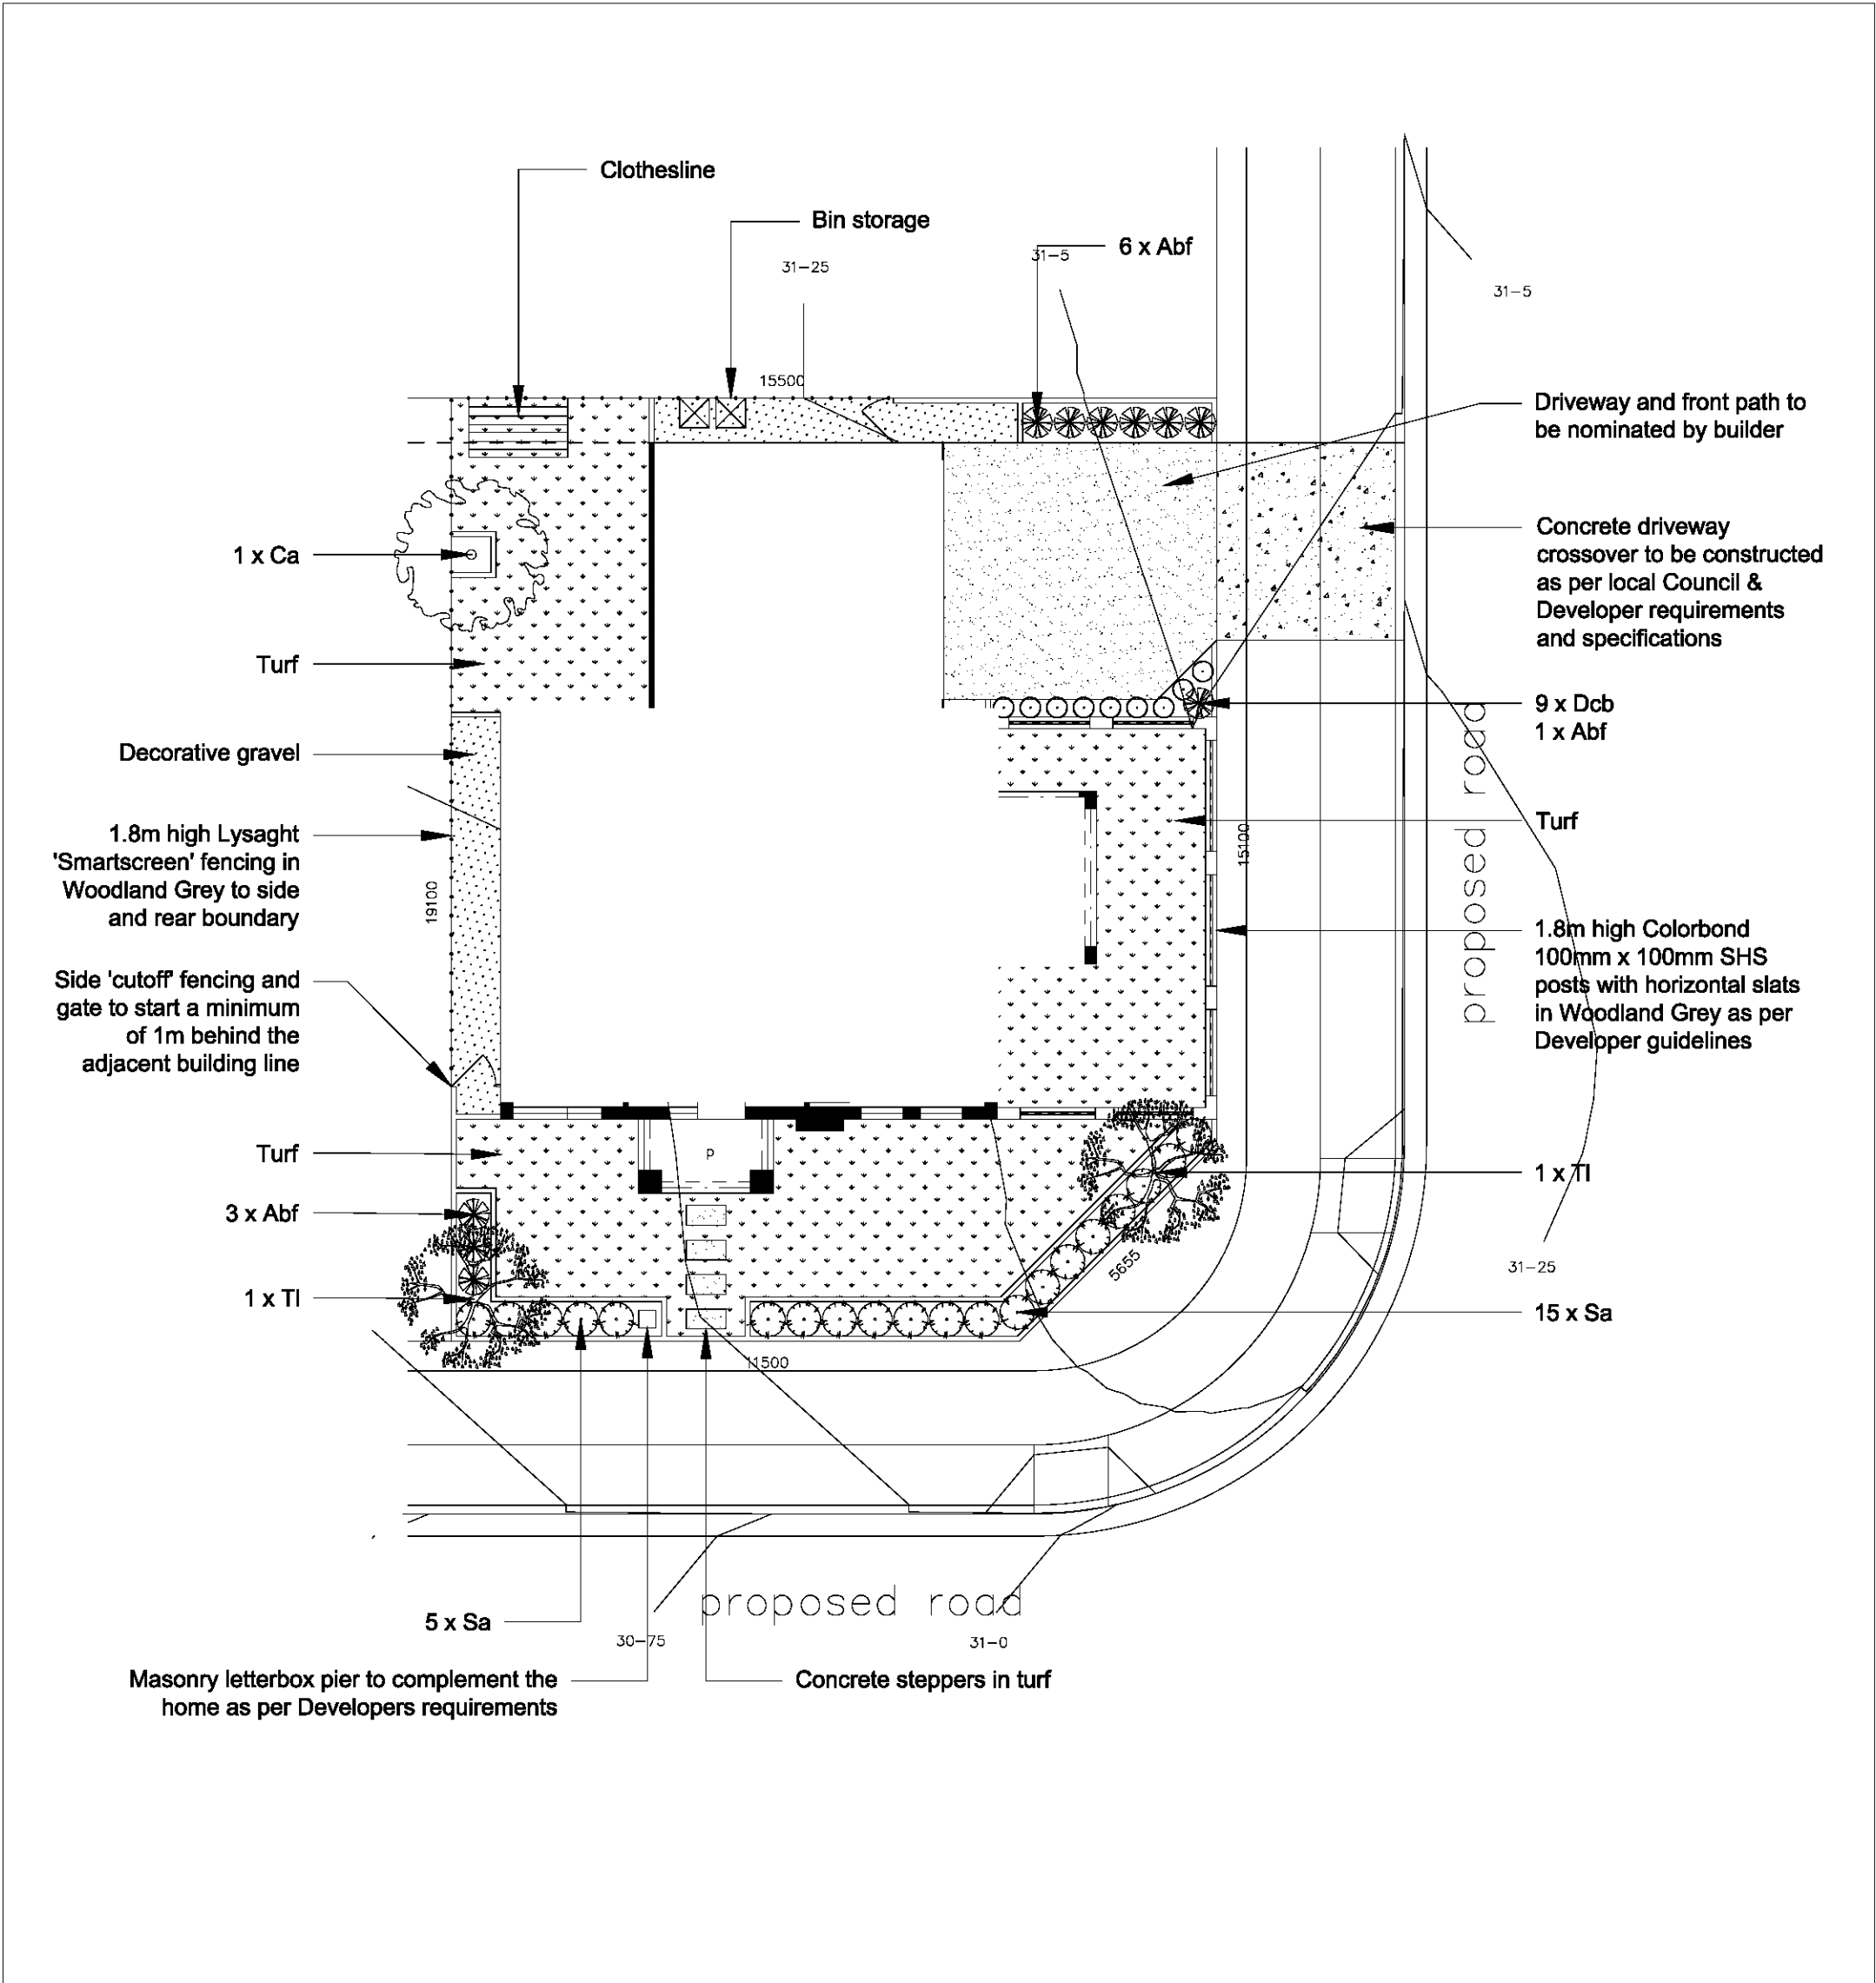 Clothesline
Bin storage
6 x Abf
31-5
31-25
31-5
15500
Driveway and front path to
be nominated by builder
Concrete driveway
crossover to be constructed
as per local Council &
Developer requirements
and specifications
1 x Ca
Turf
9 x Dcb
1 x Abf
Decorative gravel
proposed road
Turf
1.8m high Lysaght
'Smartscreen' fencing in
Woodland Grey to side
and rear boundary
19100
15100
1.8m high Colorbond
100mm x 100mm SHS
posts with horizontal slats
in Woodland Grey as per
Developer guidelines
Side 'cutoff' fencing and
gate to start a minimum
of 1m behind the
adjacent building line
Turf
P
1 x Tl
3 x Abf
5655
31-25
1 x Tl
15 x Sa
11500
proposed road
5 x Sa
30-75
31-0
Masonry letterbox pier to complement the
home as per Developers requirements
Concrete steppers in turf